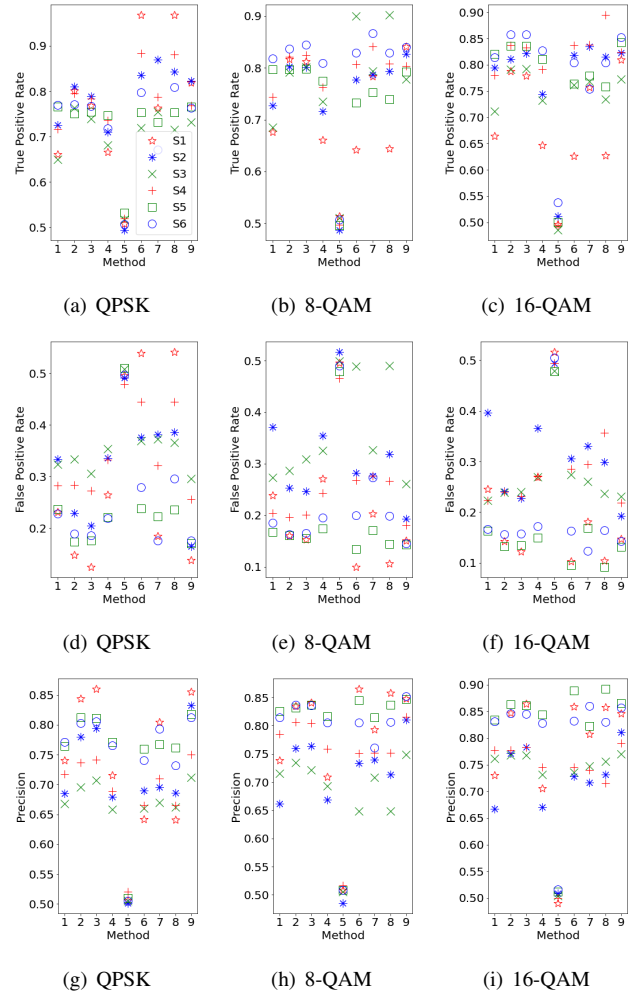 True Positive Rate
0.9
0.8
0.7
0.6
0.5
S1
S2
S3
S4
S5
S6
1 2 3 4 5 6 7 8 9
Method
(a) QPSK
True Positive Rate
0.9
0.8
0.7
0.6
0.5
1 2 3 4 5 6 7 8 9
Method
(b) 8-QAM
True Positive Rate
0.90
0.85
0.80
0.75
0.70
0.65
0.60
0.55
0.50
1 2 3 4 5 6 7 8 9
Method
(c) 16-QAM
False Positive Rate
0.5
0.4
0.3
0.2
1 2 3 4 5 6 7 8 9
Method
(d) QPSK
False Positive Rate
0.5
0.4
0.3
0.2
0.1
1 2 3 4 5 6 7 8 9
Method
(e) 8-QAM
False Positive Rate
0.5
0.4
0.3
0.2
0.1
1 2 3 4 5 6 7 8 9
Method
(f) 16-QAM
Precision
0.85
0.80
0.75
0.70
0.65
0.60
0.55
0.50
1 2 3 4 5 6 7 8 9
Method
(g) QPSK
Precision
0.85
0.80
0.75
0.70
0.65
0.60
0.55
0.50
1 2 3 4 5 6 7 8 9
Method
(h) 8-QAM
Precision
0.90
0.85
0.80
0.75
0.70
0.65
0.60
0.55
0.50
1 2 3 4 5 6 7 8 9
Method
(i) 16-QAM